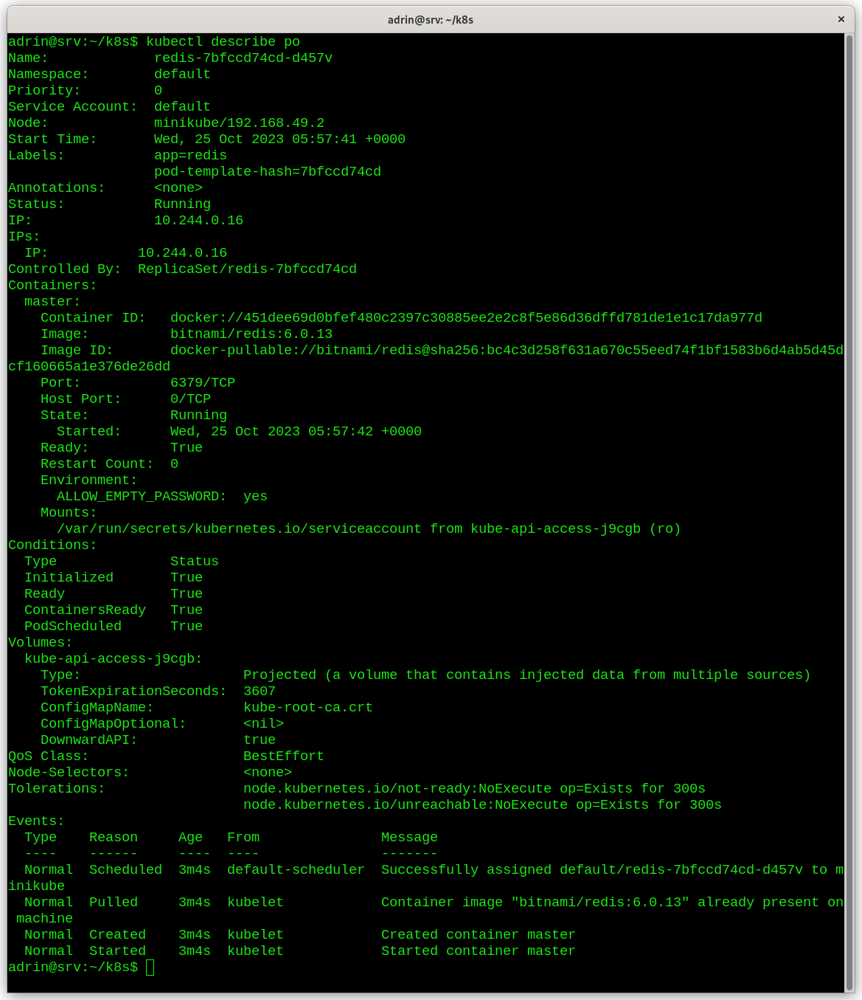 adrin@srv: ~/k8s
adrin@srv:~/k8s$ kubectl describe po
Name:             redis-7bfccd74cd-d457v
Namespace:        default
Priority:         0
Service Account:  default
Node:             minikube/192.168.49.2
Start Time:       Wed, 25 Oct 2023 05:57:41 +0000
Labels:           app=redis
                  pod-template-hash=7bfccd74cd
Annotations:      <none>
Status:           Running
IP:               10.244.0.16
IPs:
  IP:           10.244.0.16
Controlled By:  ReplicaSet/redis-7bfccd74cd
Containers:
  master:
    Container ID:   docker://451dee69d0bfef480c2397c30885ee2e2c8f5e86d36dffd781de1e1c17da977d
    Image:          bitnami/redis:6.0.13
    Image ID:       docker-pullable://bitnami/redis@sha256:bc4c3d258f631a670c55eed74f1bf1583b6d4ab5d45d
cf160665a1e376de26dd
    Port:           6379/TCP
    Host Port:      0/TCP
    State:          Running
      Started:      Wed, 25 Oct 2023 05:57:42 +0000
    Ready:          True
    Restart Count:  0
    Environment:
      ALLOW_EMPTY_PASSWORD:  yes
    Mounts:
      /var/run/secrets/kubernetes.io/serviceaccount from kube-api-access-j9cgb (ro)
Conditions:
  Type              Status
  Initialized       True
  Ready             True
  ContainersReady   True
  PodScheduled      True
Volumes:
  kube-api-access-j9cgb:
    Type:                    Projected (a volume that contains injected data from multiple sources)
    TokenExpirationSeconds:  3607
    ConfigMapName:           kube-root-ca.crt
    ConfigMapOptional:       <nil>
    DownwardAPI:             true
QoS Class:                   BestEffort
Node-Selectors:              <none>
Tolerations:                 node.kubernetes.io/not-ready:NoExecute op=Exists for 300s
                             node.kubernetes.io/unreachable:NoExecute op=Exists for 300s
Events:
  Type    Reason     Age   From               Message
  ----    ------     ----  ----               -------
  Normal  Scheduled  3m4s  default-scheduler  Successfully assigned default/redis-7bfccd74cd-d457v to m
inikube
  Normal  Pulled     3m4s  kubelet            Container image "bitnami/redis:6.0.13" already present on
 machine
  Normal  Created    3m4s  kubelet            Created container master
  Normal  Started    3m4s  kubelet            Started container master
adrin@srv:~/k8s$